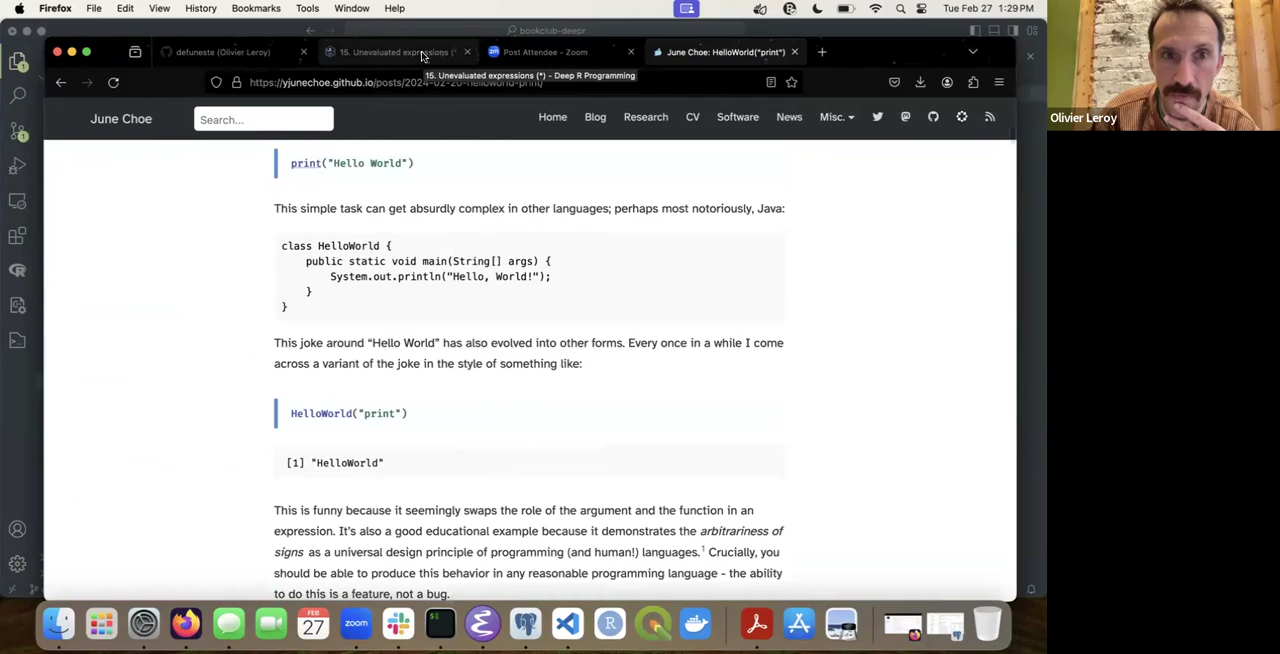 Firefox File Edit View History Bookmarks Tools Window Help Tue Feb 27 1:29 PM
bookclub-deepr
defuneste (Olivier Leroy) 15. Unevaluated expressions (* Post Attendee - Zoom June Choe: HelloWorld("print")
15. Unevaluated expressions (*) - Deep R Programming
https://yjunechoe.github.io/posts/2024-02-20-helloworld-print/
June Choe Search... Home Blog Research CV Software News Misc.
print("Hello World")
This simple task can get absurdly complex in other languages; perhaps most notoriously, Java:
class HelloWorld {
public static void main(String[] args) {
System.out.println("Hello, World!");
}
}
This joke around “Hello World” has also evolved into other forms. Every once in a while I come
across a variant of the joke in the style of something like:
HelloWorld("print")
[1] "HelloWorld"
This is funny because it seemingly swaps the role of the argument and the function in an
expression. It’s also a good educational example because it demonstrates the arbitrariness of
signs as a universal design principle of programming (and human!) languages.1 Crucially, you
should be able to produce this behavior in any reasonable programming language - the ability
to do this is a feature, not a bug.
Olivier Leroy
FEB
27
zoom